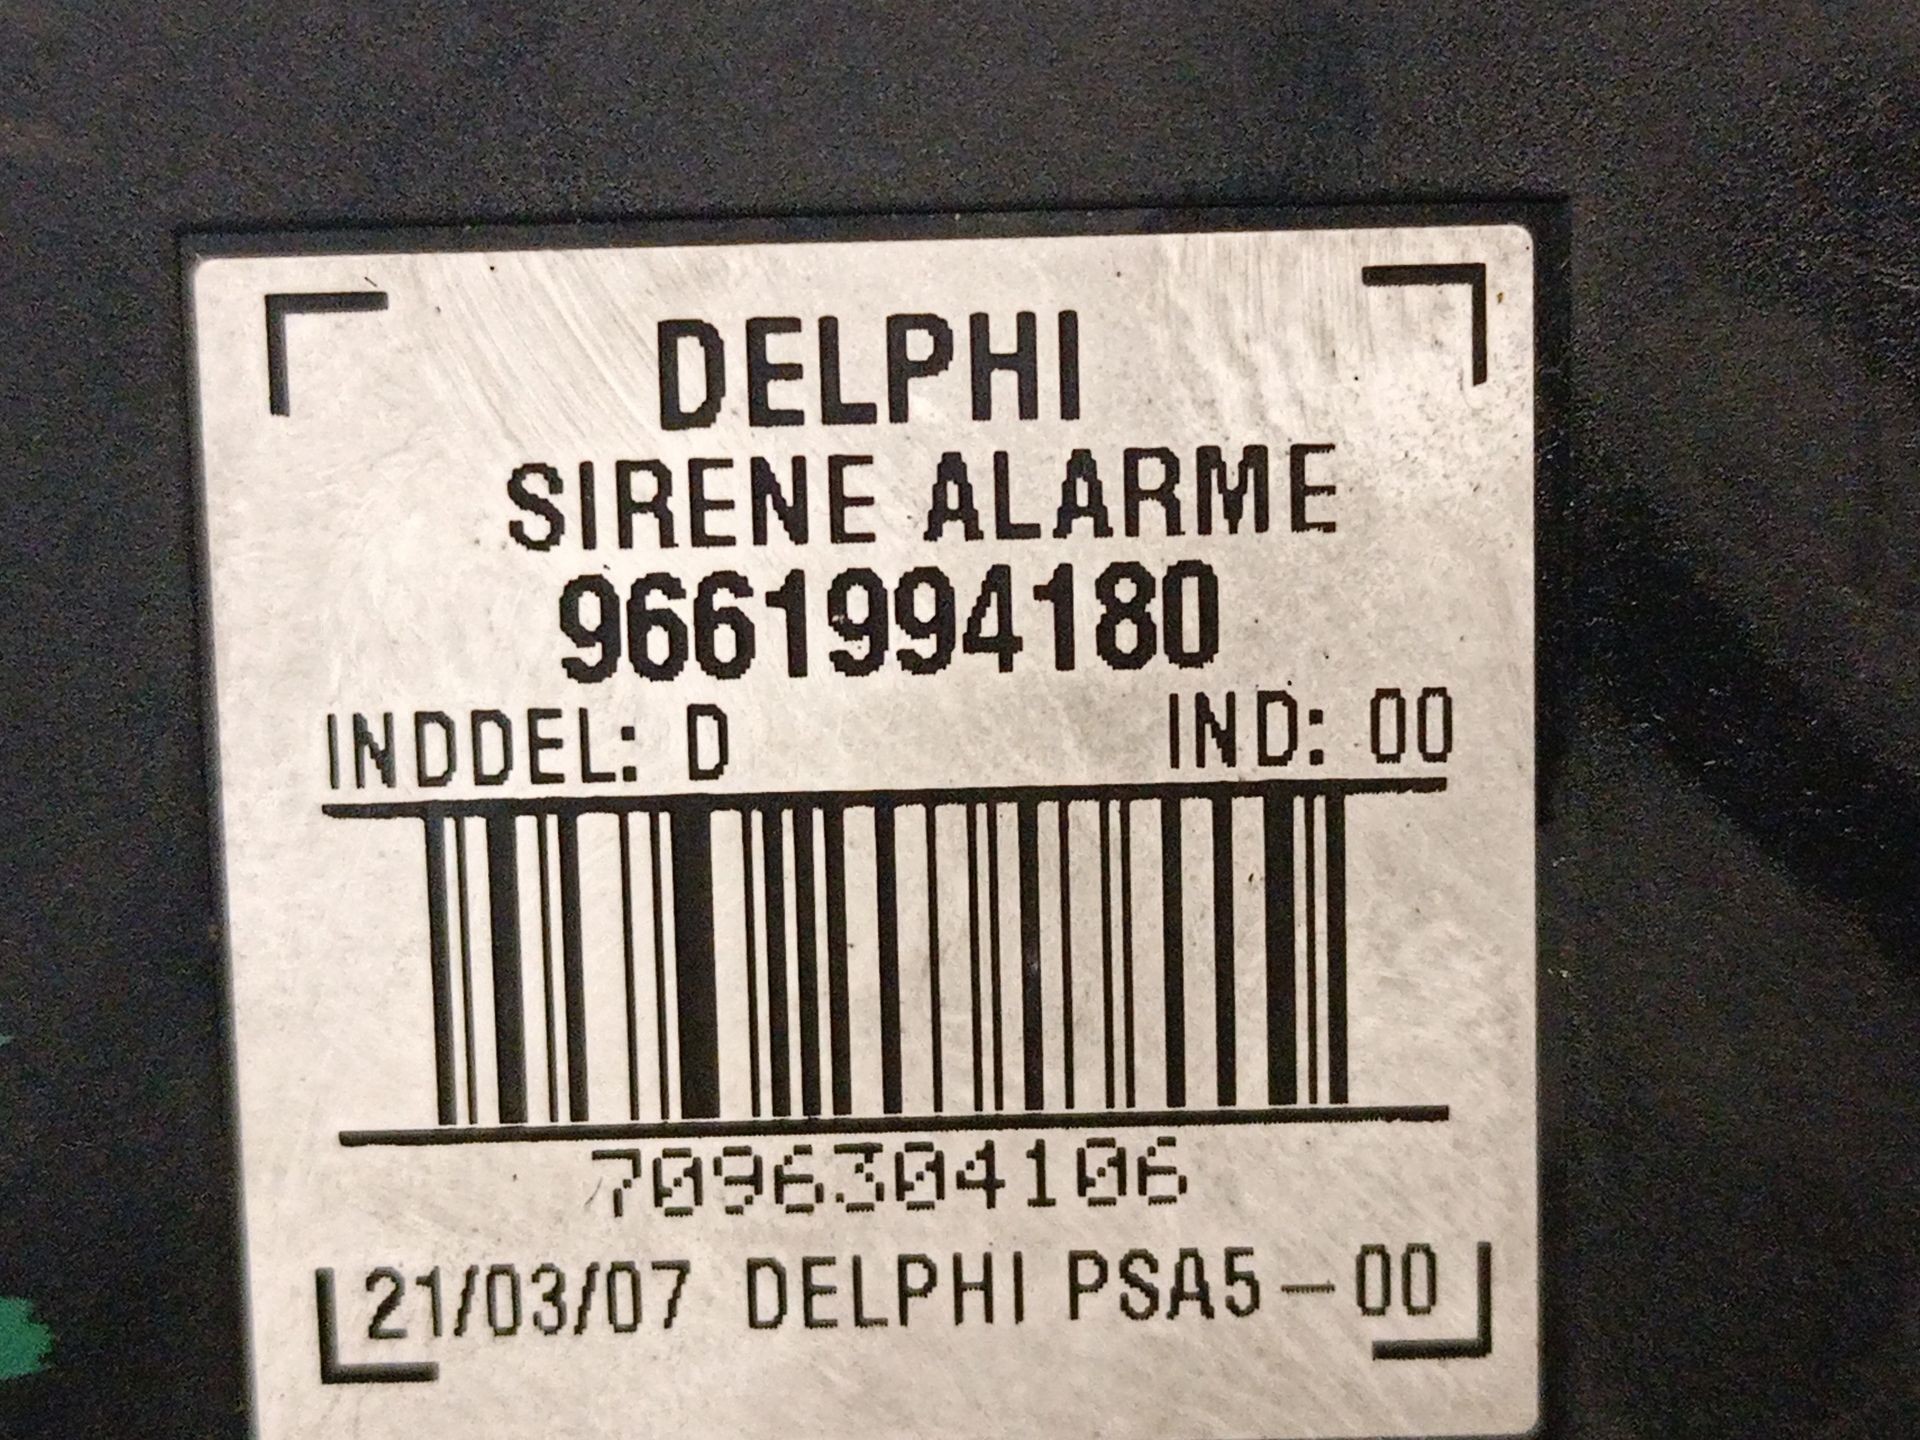 DELPHI
SIRENE ALARME
9661994180
INDDEL: D IND: 00
7096304106
21/03/07 DELPHI PSA5-00